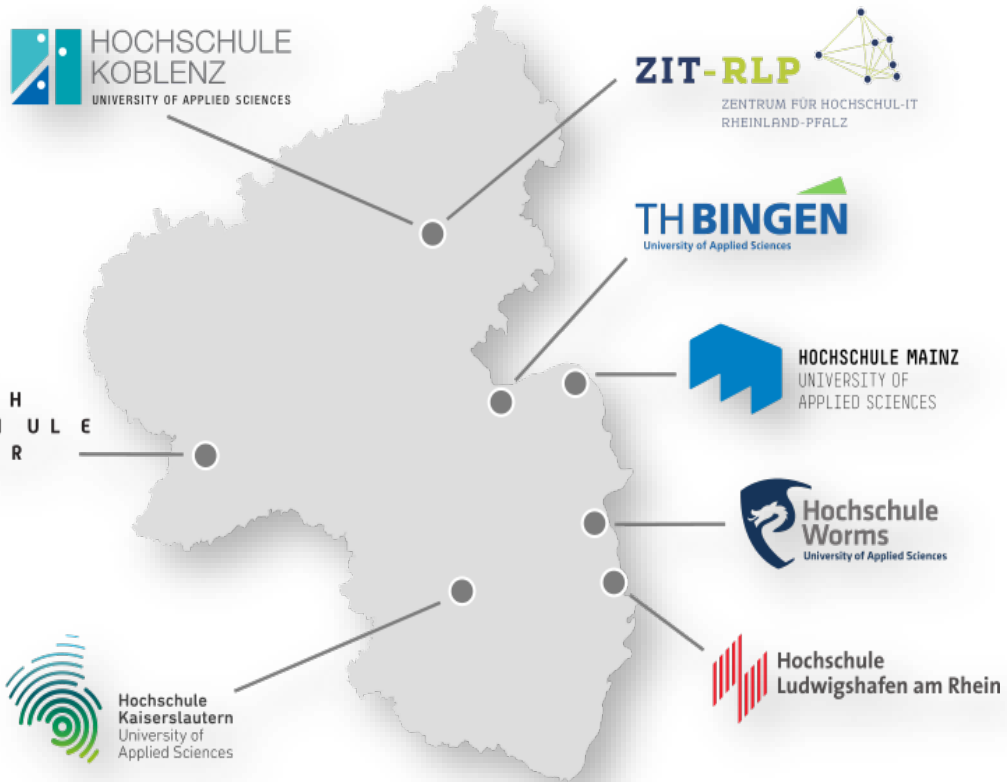 HOCHSCHULE
KOBLENZ
UNIVERSITY OF APPLIED SCIENCES
ZIT-RLP
ZENTRUM FÜR HOCHSCHUL-IT
RHEINLAND-PFALZ
TH BINGEN
University of Applied Sciences
HOCHSCHULE MAINZ
UNIVERSITY OF
APPLIED SCIENCES
H
U L E
R
Hochschule
Worms
University of Applied Sciences
Hochschule
Ludwigshafen am Rhein
Hochschule
Kaiserslautern
University of
Applied Sciences